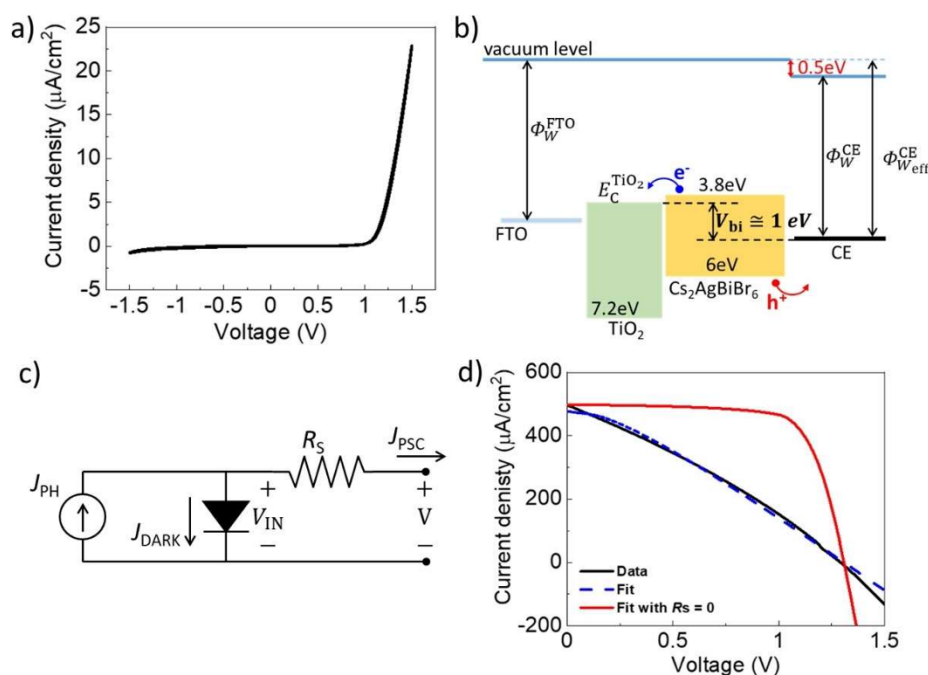 a)
Current density (μA/cm²)
25
20
15
10
5
0
5
-1.5 -1 -0.5 0 0.5 1 1.5
Voltage (V)
b)
vacuum level
0.5eV
Φ_W^FTO
Φ_W^CE
Φ_Weff^CE
e⁻
E_C^TiO₂
3.8eV
V_bi ≅ 1 eV
FTO
CE
6eV
Cs₂AgBiBr₆
h⁺
7.2eV
TiO₂
c)
R_S
J_PSC
J_PH
+ +
J_DARK
V_IN V
− −
d)
Current denisty (μA/cm²)
600
400
200
0
-200
Data
Fit
Fit with Rs = 0
0 0.5 1 1.5
Voltage (V)